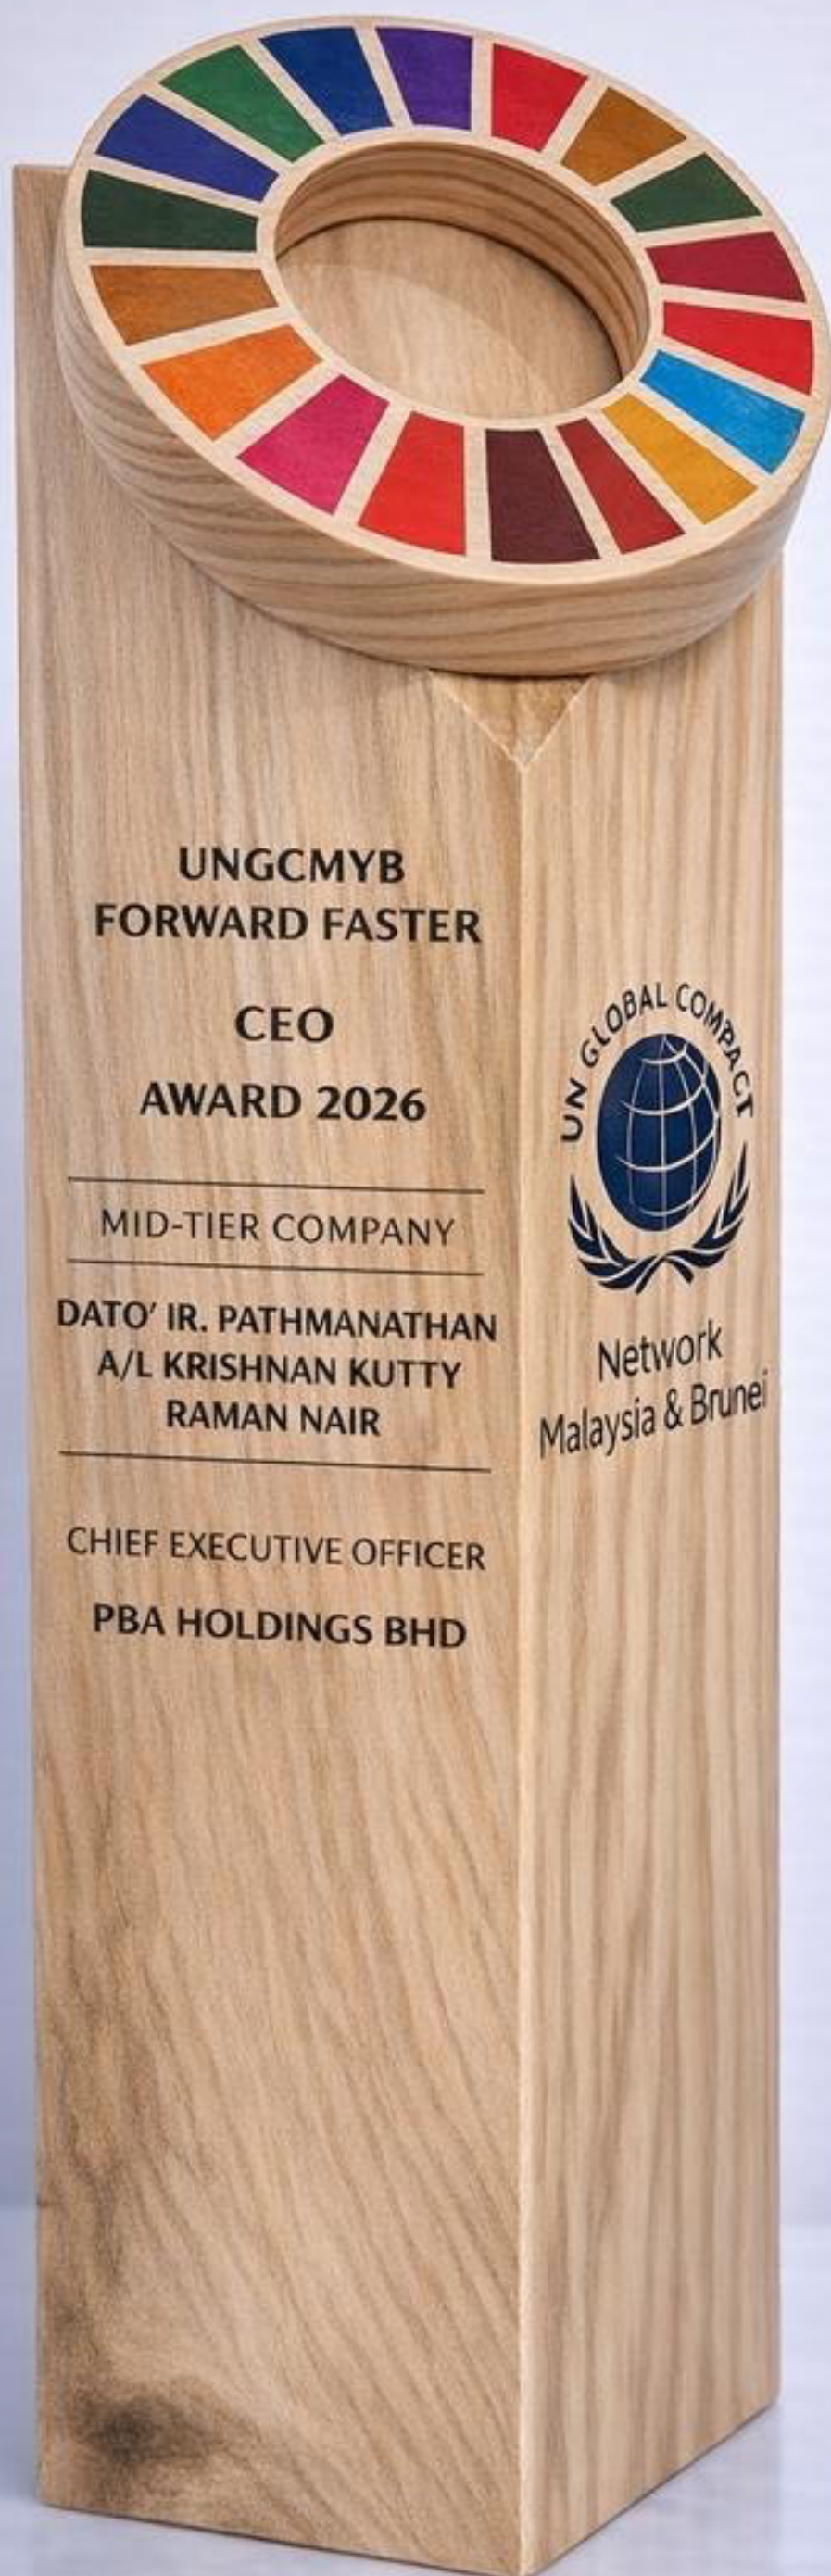 UNGCMYB
FORWARD FASTER
CEO
AWARD 2026
MID-TIER COMPANY
DATO' IR. PATHMANATHAN
A/L KRISHNAN KUTTY
RAMAN NAIR
CHIEF EXECUTIVE OFFICER
PBA HOLDINGS BHD
UN GLOBAL COMPACT
Network
Malaysia & Brunei